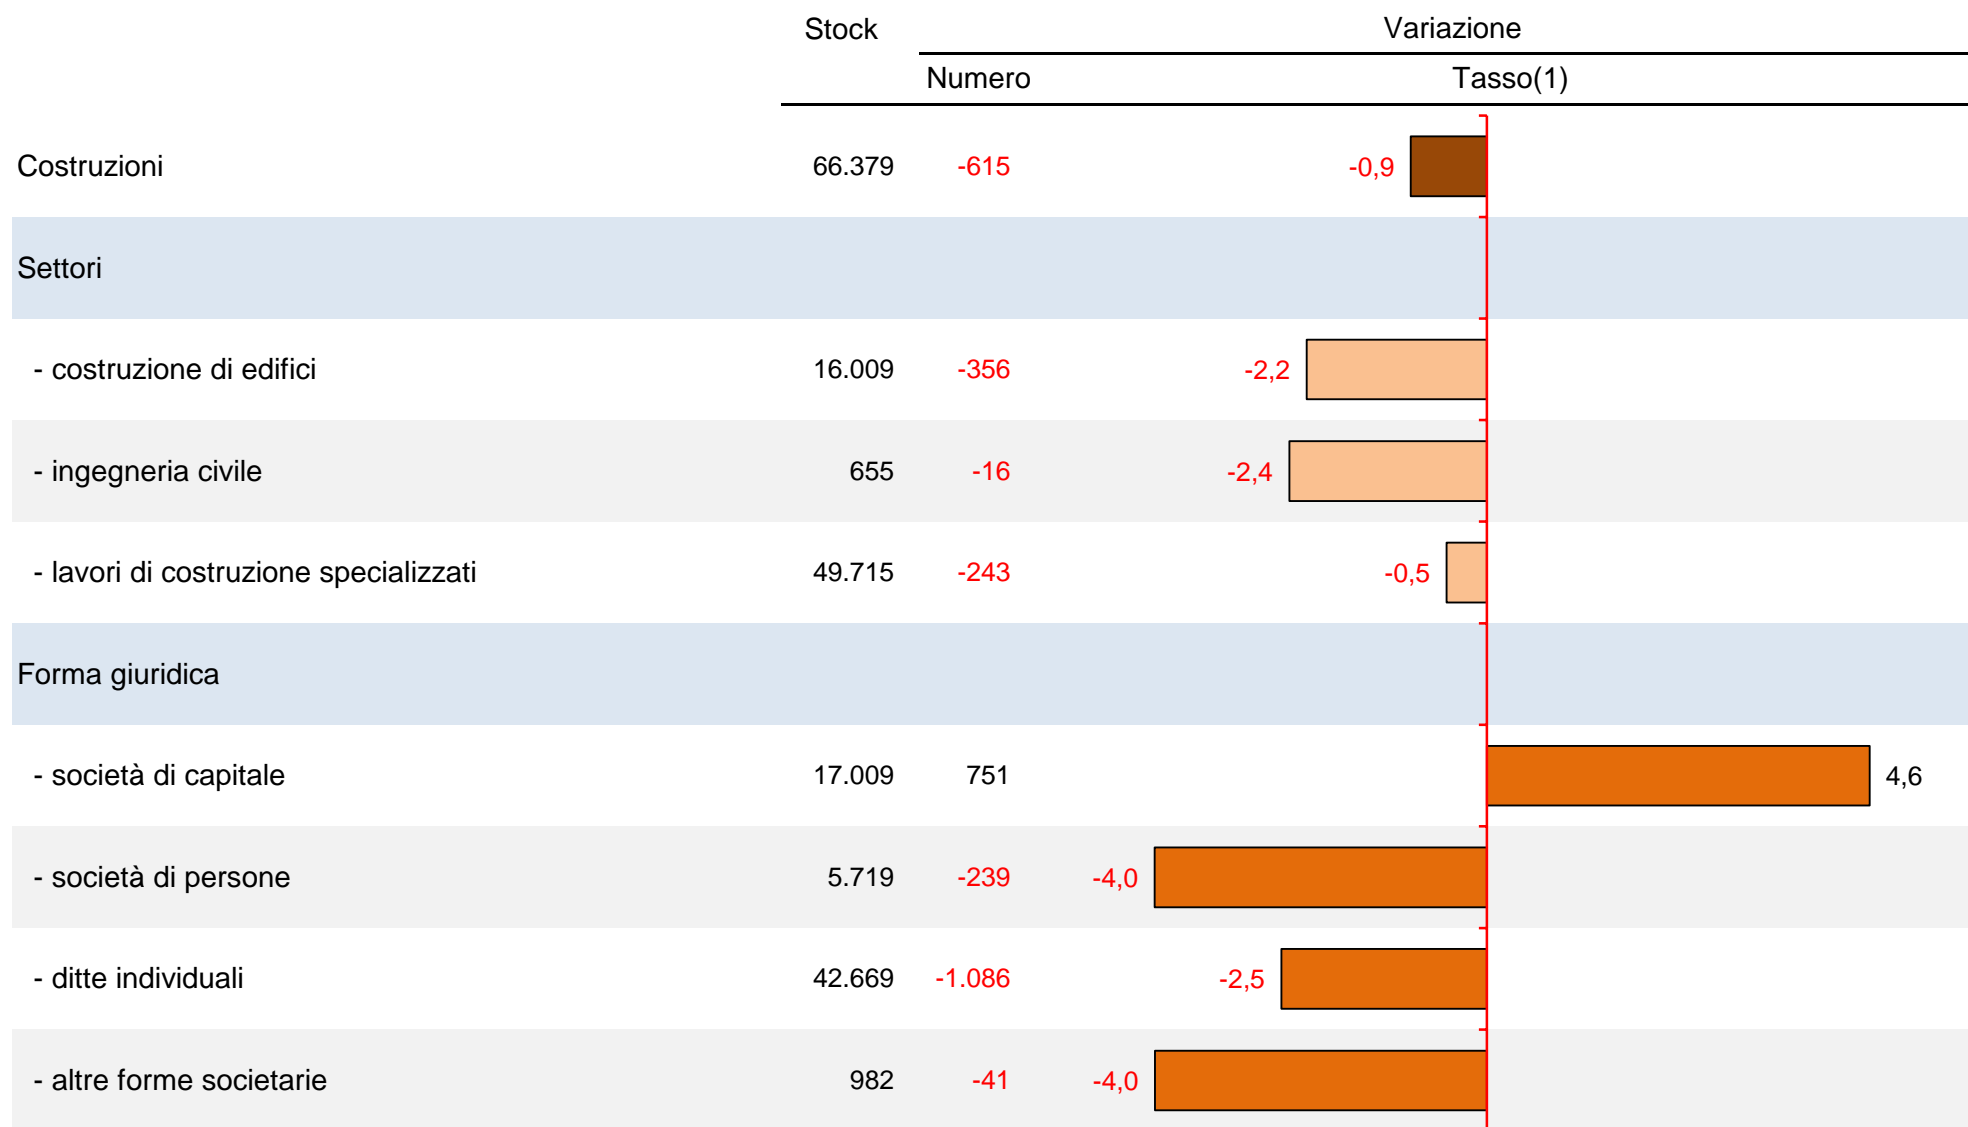 Stock Variazione
Numero Tasso(1)
Costruzioni 66.379 -615 -0,9
Settori
- costruzione di edifici 16.009 -356 -2,2
- ingegneria civile 655 -16 -2,4
- lavori di costruzione specializzati 49.715 -243 -0,5
Forma giuridica
- società di capitale 17.009 751 4,6
- società di persone 5.719 -239 -4,0
- ditte individuali 42.669 -1.086 -2,5
- altre forme societarie 982 -41 -4,0